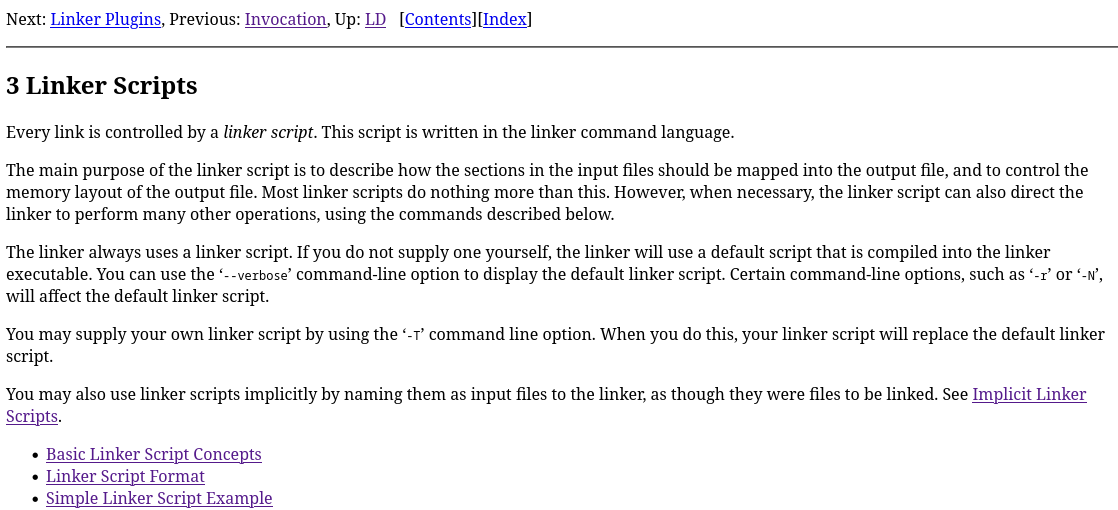 Next: Linker Plugins, Previous: Invocation, Up: LD [Contents][Index]
3 Linker Scripts
Every link is controlled by a linker script. This script is written in the linker command language.
The main purpose of the linker script is to describe how the sections in the input files should be mapped into the output file, and to control the
memory layout of the output file. Most linker scripts do nothing more than this. However, when necessary, the linker script can also direct the
linker to perform many other operations, using the commands described below.
The linker always uses a linker script. If you do not supply one yourself, the linker will use a default script that is compiled into the linker
executable. You can use the ‘--verbose’ command-line option to display the default linker script. Certain command-line options, such as ‘-r’ or ‘-N’,
will affect the default linker script.
You may supply your own linker script by using the ‘-T’ command line option. When you do this, your linker script will replace the default linker
script.
You may also use linker scripts implicitly by naming them as input files to the linker, as though they were files to be linked. See Implicit Linker
Scripts.
• Basic Linker Script Concepts
• Linker Script Format
• Simple Linker Script Example